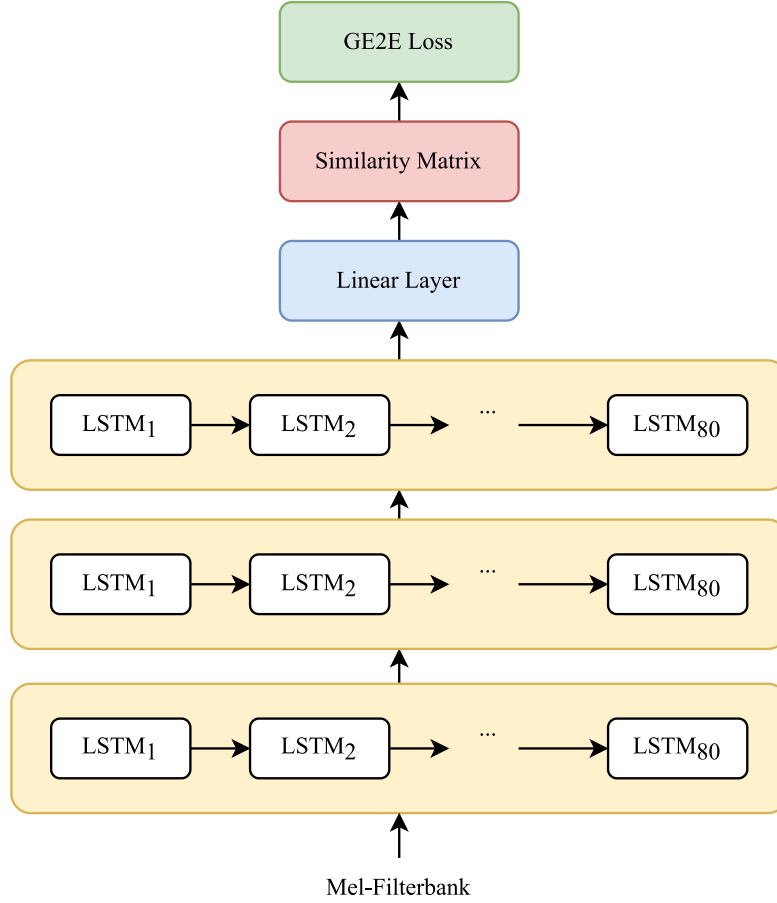 GE2E Loss
Similarity Matrix
Linear Layer
LSTM1 LSTM2 ... LSTM80
LSTM1 LSTM2 ... LSTM80
LSTM1 LSTM2 ... LSTM80
Mel-Filterbank